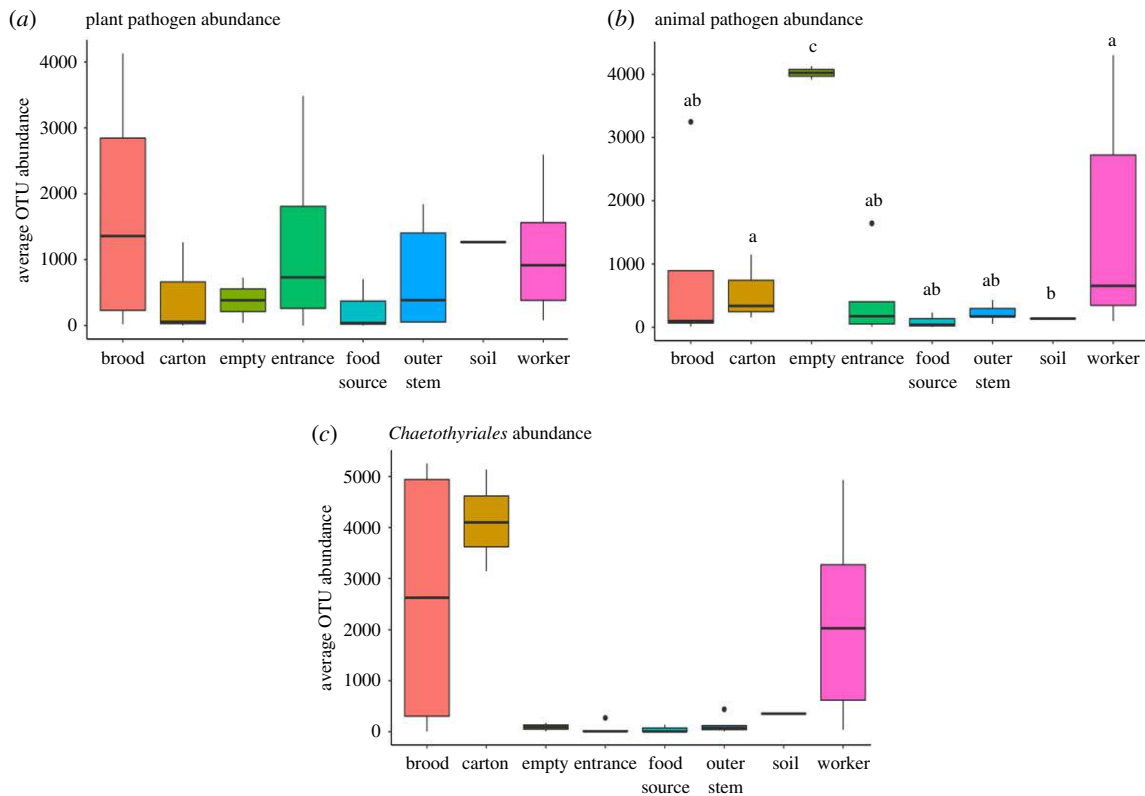 (a) plant pathogen abundance
average OTU abundance
4000
3000
2000
1000
0
brood carton empty entrance food source outer stem soil worker
(b) animal pathogen abundance
4000
3000
2000
1000
0
ab a c ab ab ab b a
brood carton empty entrance food source outer stem soil worker
(c) Chaetothyriales abundance
average OTU abundance
5000
4000
3000
2000
1000
0
brood carton empty entrance food source outer stem soil worker